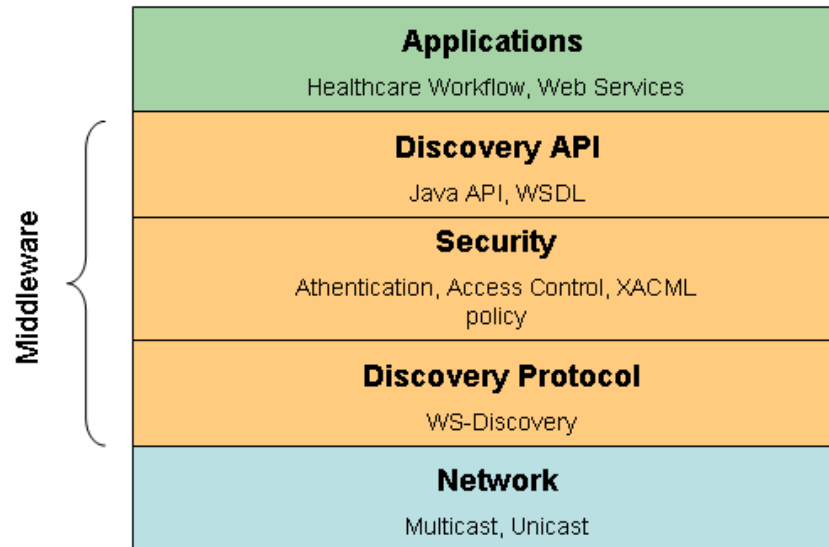 Applications
Healthcare Workflow, Web Services
Discovery API
Java API, WSDL
Middleware
Security
Athentication, Access Control, XACML
policy
Discovery Protocol
WS-Discovery
Network
Multicast, Unicast